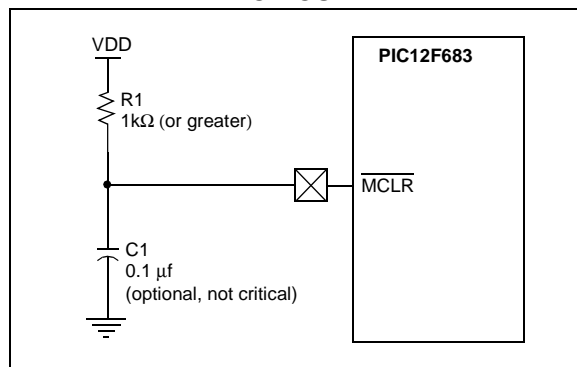 VDD
PIC12F683
R1
1kΩ (or greater)
MCLR
C1
0.1 μf
(optional, not critical)